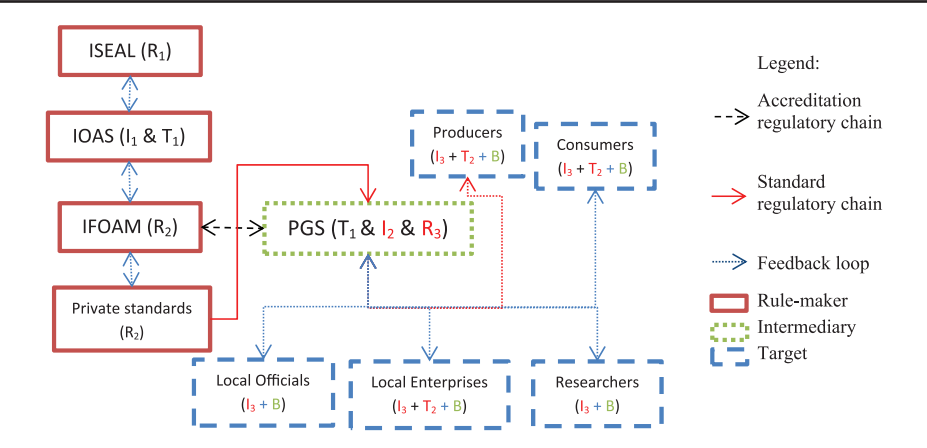 ISEAL (R₁)
IOAS (I₁ & T₁)
IFOAM (R₂)
Private standards
(R₂)
PGS (T₁ & I₂ & R₃)
Producers
(I₃ + T₂ + B)
Consumers
(I₃ + T₂ + B)
Local Officials
(I₃ + B)
Local Enterprises
(I₃ + T₂ + B)
Researchers
(I₃ + B)
Legend:
Accreditation
regulatory chain
Standard
regulatory chain
Feedback loop
Rule-maker
Intermediary
Target